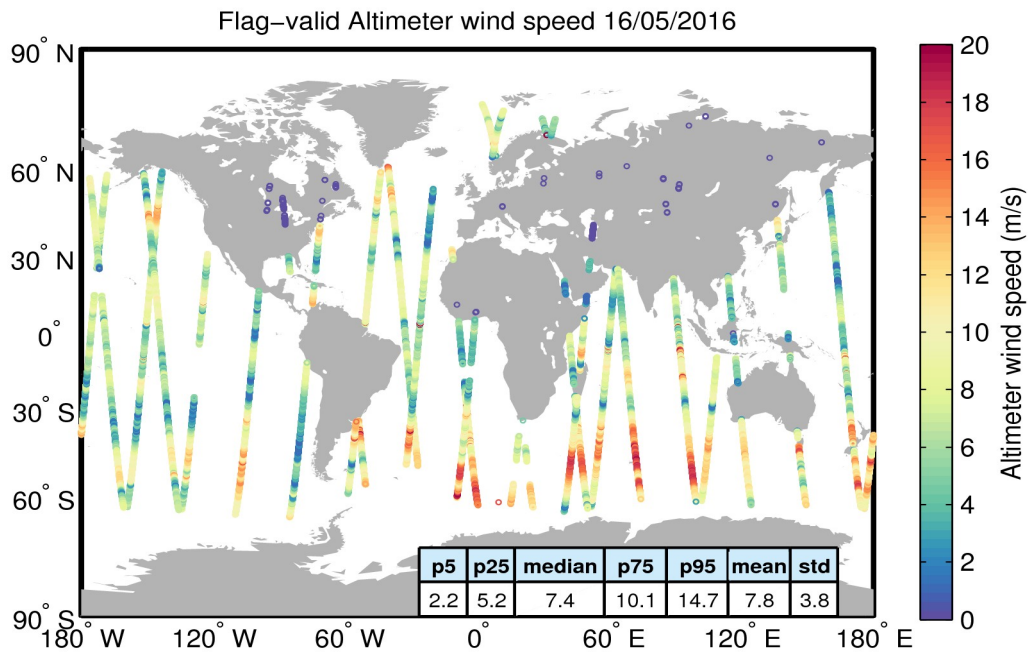 Flag−valid Altimeter wind speed 16/05/2016
90° N
60° N
30° N
0°
30° S
60° S
90° S
180° W
120° W
60° W
0°
60° E
120° E
180° E
p5 p25 median p75 p95 mean std
2.2 5.2 7.4 10.1 14.7 7.8 3.8
20
18
16
14
12
10
8
6
4
2
0
Altimeter wind speed (m/s)